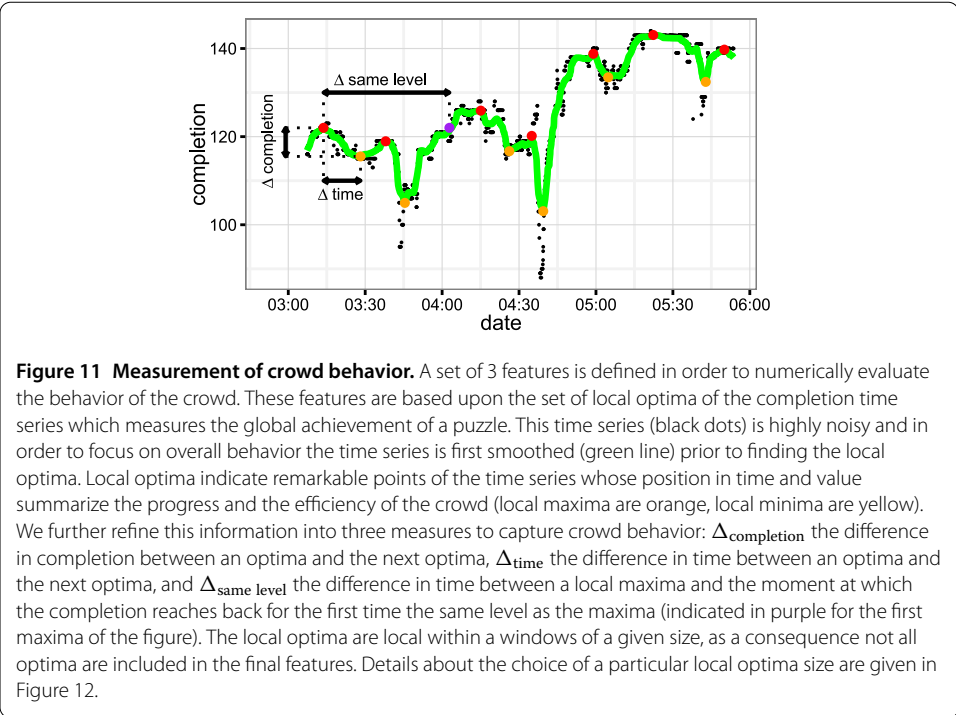 140
120
100
completion
Δ same level
Δ completion
Δ time
03:00 03:30 04:00 04:30 05:00 05:30 06:00
date
Figure 11 Measurement of crowd behavior. A set of 3 features is defined in order to numerically evaluate
the behavior of the crowd. These features are based upon the set of local optima of the completion time
series which measures the global achievement of a puzzle. This time series (black dots) is highly noisy and in
order to focus on overall behavior the time series is first smoothed (green line) prior to finding the local
optima. Local optima indicate remarkable points of the time series whose position in time and value
summarize the progress and the efficiency of the crowd (local maxima are orange, local minima are yellow).
We further refine this information into three measures to capture crowd behavior: Δcompletion the difference
in completion between an optima and the next optima, Δtime the difference in time between an optima and
the next optima, and Δsame level the difference in time between a local maxima and the moment at which
the completion reaches back for the first time the same level as the maxima (indicated in purple for the first
maxima of the figure). The local optima are local within a windows of a given size, as a consequence not all
optima are included in the final features. Details about the choice of a particular local optima size are given in
Figure 12.